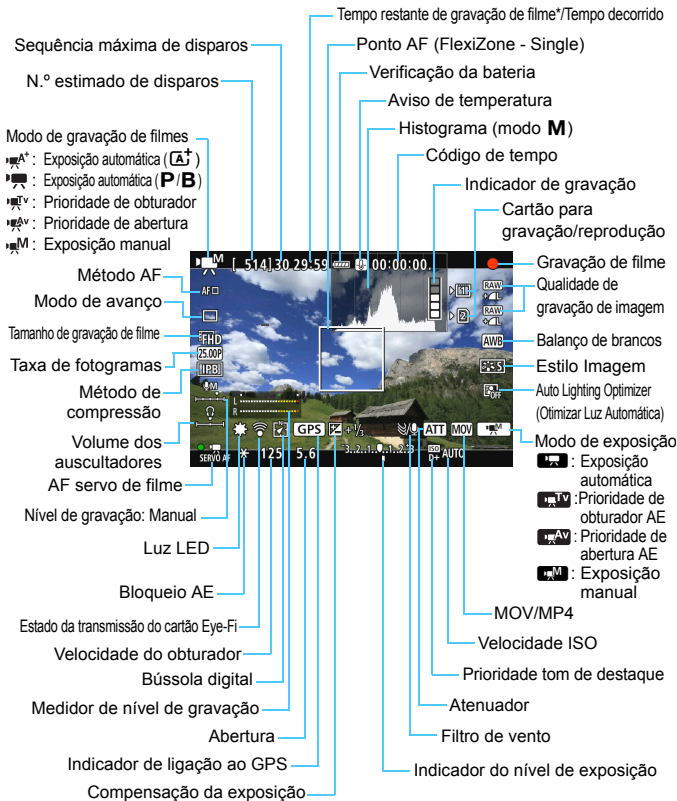 Tempo restante de gravação de filme*/Tempo decorrido
Sequência máxima de disparos
Ponto AF (FlexiZone - Single)
N.º estimado de disparos
Verificação da bateria
Aviso de temperatura
Histograma (modo M)
Código de tempo
Modo de gravação de filmes
A+ : Exposição automática (A+)
: Exposição automática (P/B)
Tv : Prioridade de obturador
Av : Prioridade de abertura
M : Exposição manual
Indicador de gravação
Cartão para
gravação/reprodução
Gravação de filme
Qualidade de
gravação de imagem
Balanço de brancos
Estilo Imagem
Auto Lighting Optimizer
(Otimizar Luz Automática)
Modo de exposição
: Exposição
automática
Tv :Prioridade de
obturador AE
Av : Prioridade de
abertura AE
M : Exposição
manual
Método AF
Modo de avanço
Tamanho de gravação de filme
Taxa de fotogramas
Método de
compressão
Volume dos
auscultadores
AF servo de filme
Nível de gravação: Manual
Luz LED
Bloqueio AE
Estado da transmissão do cartão Eye-Fi
Velocidade do obturador
Bússola digital
Medidor de nível de gravação
Abertura
Indicador de ligação ao GPS
Compensação da exposição
MOV/MP4
Velocidade ISO
Prioridade tom de destaque
Atenuador
Filtro de vento
Indicador do nível de exposição
M [ 514]30 29:59 00:00:00.
AF
FHD
25.00P
IPB
M
L
R
1
2
RAW
+L
RAW
+L
AWB
S
OFF
GPS +1/3 ATT MOV M
SERVO AF 125 5.6 3..2..1..1..2..3 ISO D+ AUTO